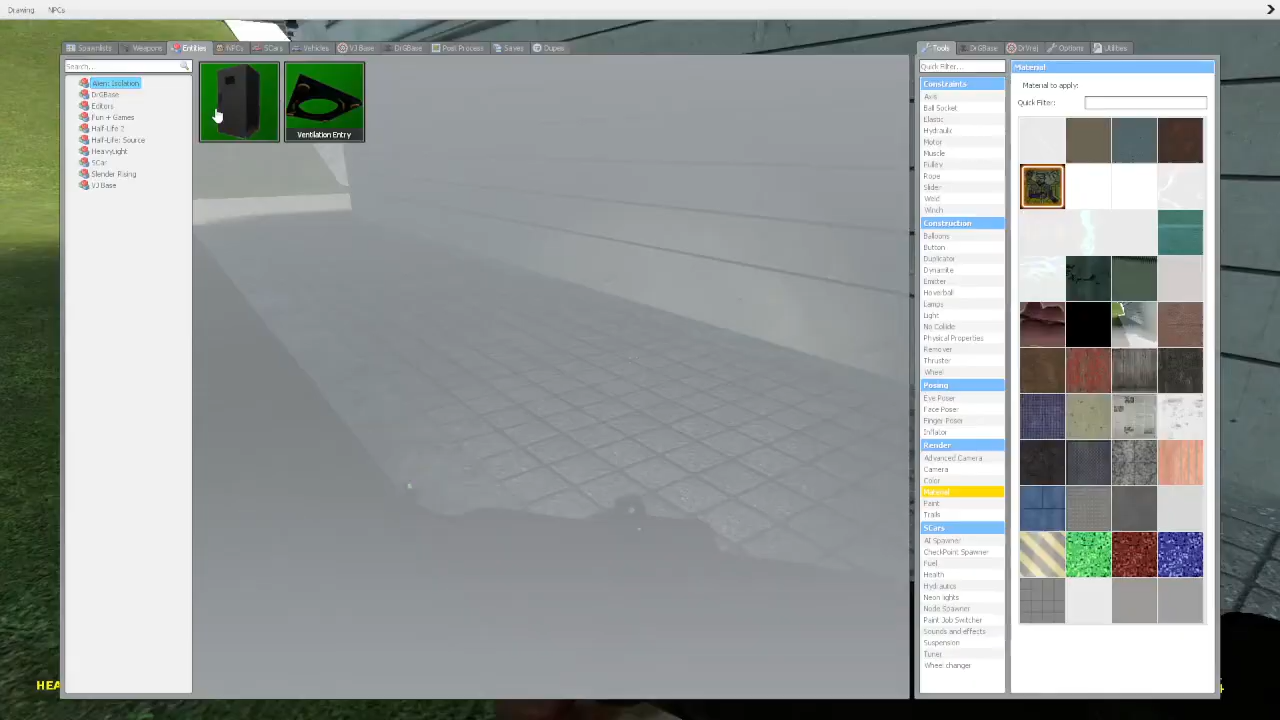 Drawing NPCs
Spawnlists Weapons Entities NPCs SCars Vehicles VJ Base DrGBase Post Process Saves Dupes
Search...
Alien: Isolation
DrGBase
Editors
Fun + Games
Half-Life 2
Half-Life: Source
HeavyLight
SCar
Slender Rising
VJ Base
Ventilation Entry
Tools DrGBase DrVrej Options Utilities
Quick Filter...
Constraints
Axis
Ball Socket
Elastic
Hydraulic
Motor
Muscle
Pulley
Rope
Slider
Weld
Winch
Construction
Balloons
Button
Duplicator
Dynamite
Emitter
Hoverball
Lamps
Light
No Collide
Physical Properties
Remover
Thruster
Wheel
Posing
Eye Poser
Face Poser
Finger Poser
Inflator
Render
Advanced Camera
Camera
Color
Material
Paint
Trails
SCars
AI Spawner
CheckPoint Spawner
Fuel
Health
Hydraulics
Neon lights
Node Spawner
Paint Job Switcher
Sounds and effects
Suspension
Tuner
Wheel changer
Material
Material to apply:
Quick Filter:
HEA